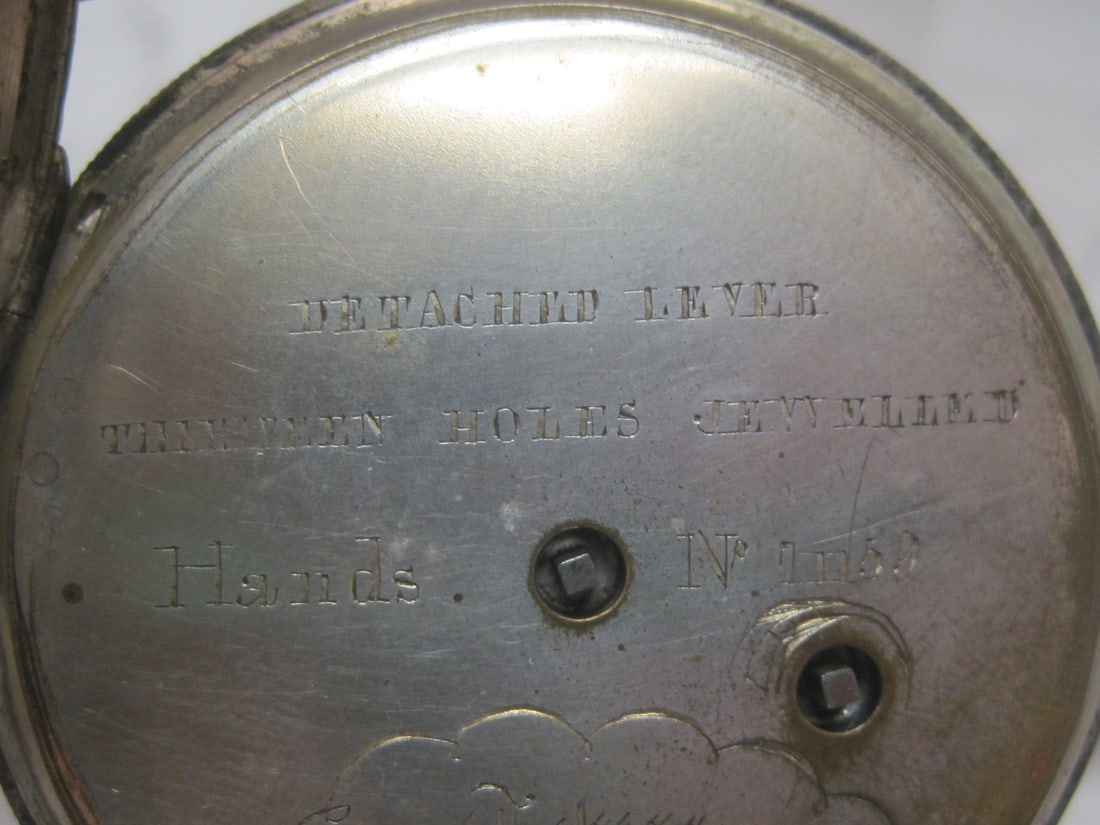 DETACHED LEVER
THIRTEEN HOLES JEWELLED
Hands Nº